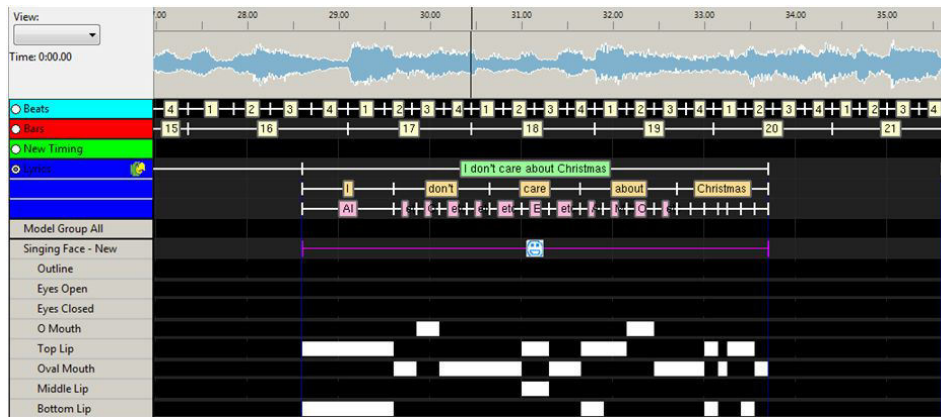 View:
Time: 0:00.00
7.00 28.00 29.00 30.00 31.00 32.00 33.00 34.00 35.00
Beats 4 1 2 3 4 1 2 3 4 1 2 3 4 1 2 3 4 1 2 3 4 1 2 3 4
Bars 15 16 17 18 19 20 21
New Timing
Lyrics I don't care about Christmas
I don't care about Christmas
AI etc E etc O
Model Group All
Singing Face - New
Outline
Eyes Open
Eyes Closed
O Mouth
Top Lip
Oval Mouth
Middle Lip
Bottom Lip